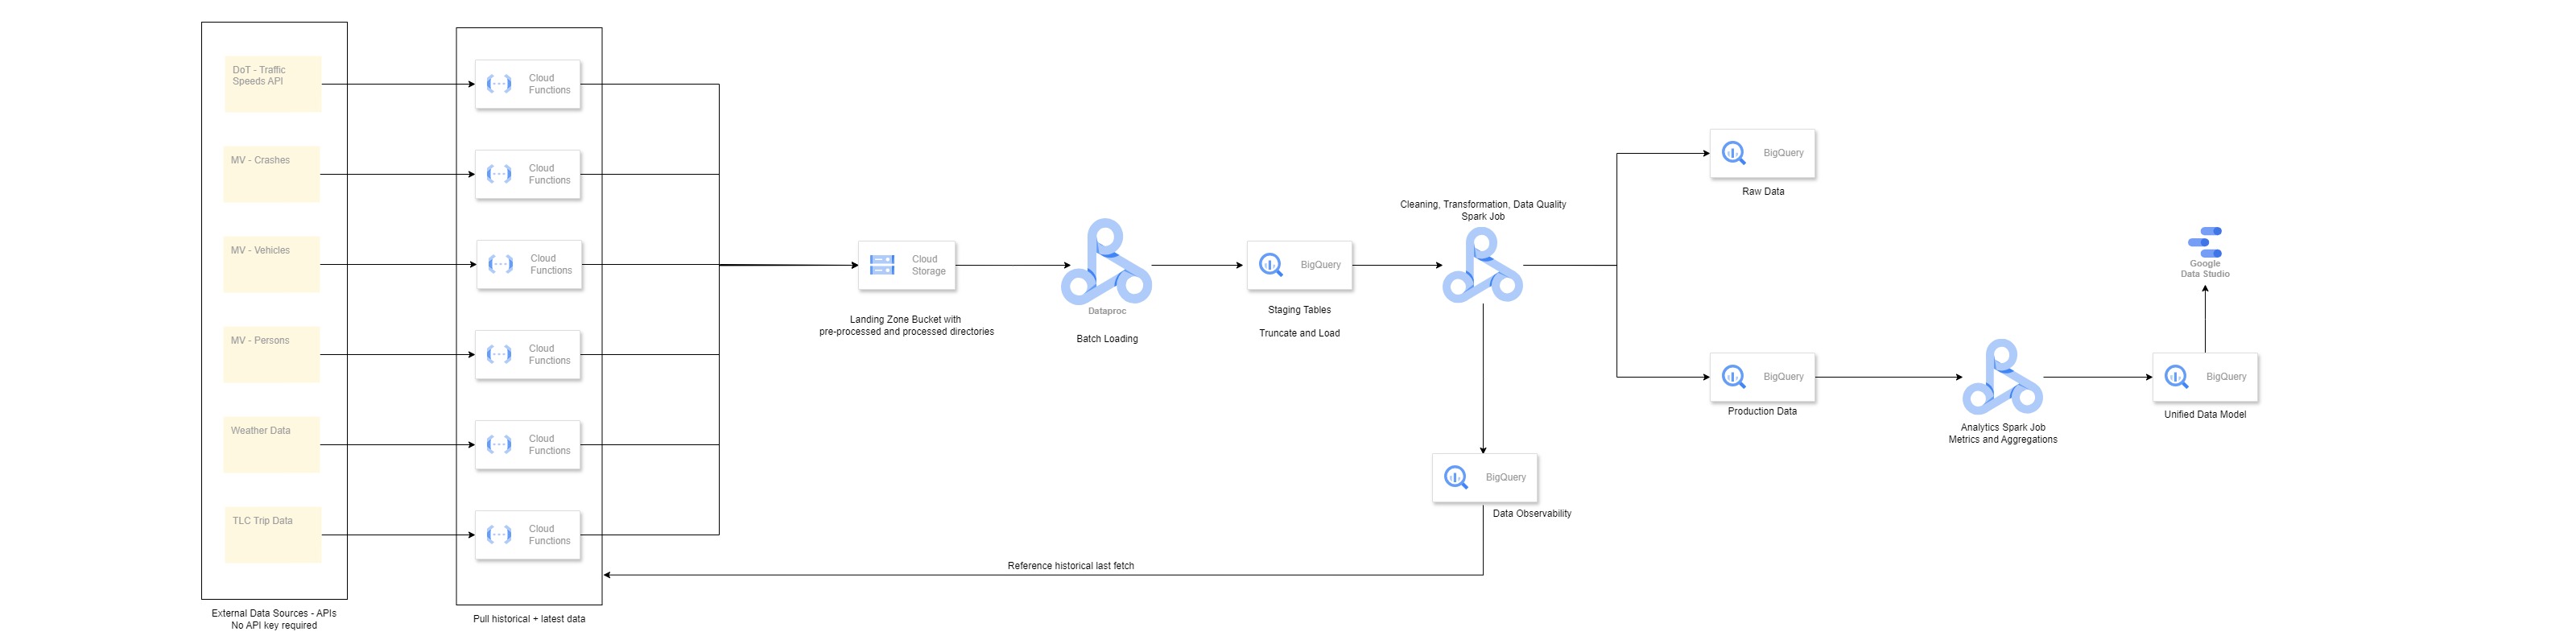 DoT - Traffic
Speeds API
MV - Crashes
MV - Vehicles
MV - Persons
Weather Data
TLC Trip Data
External Data Sources - APIs
No API key required
Cloud
Functions
Cloud
Functions
Cloud
Functions
Cloud
Functions
Cloud
Functions
Cloud
Functions
Pull historical + latest data
Cloud
Storage
Landing Zone Bucket with
pre-processed and processed directories
Dataproc
Batch Loading
BigQuery
Staging Tables
Truncate and Load
Cleaning, Transformation, Data Quality
Spark Job
BigQuery
Data Observability
Reference historical last fetch
BigQuery
Raw Data
BigQuery
Production Data
Analytics Spark Job
Metrics and Aggregations
BigQuery
Unified Data Model
Google
Data Studio